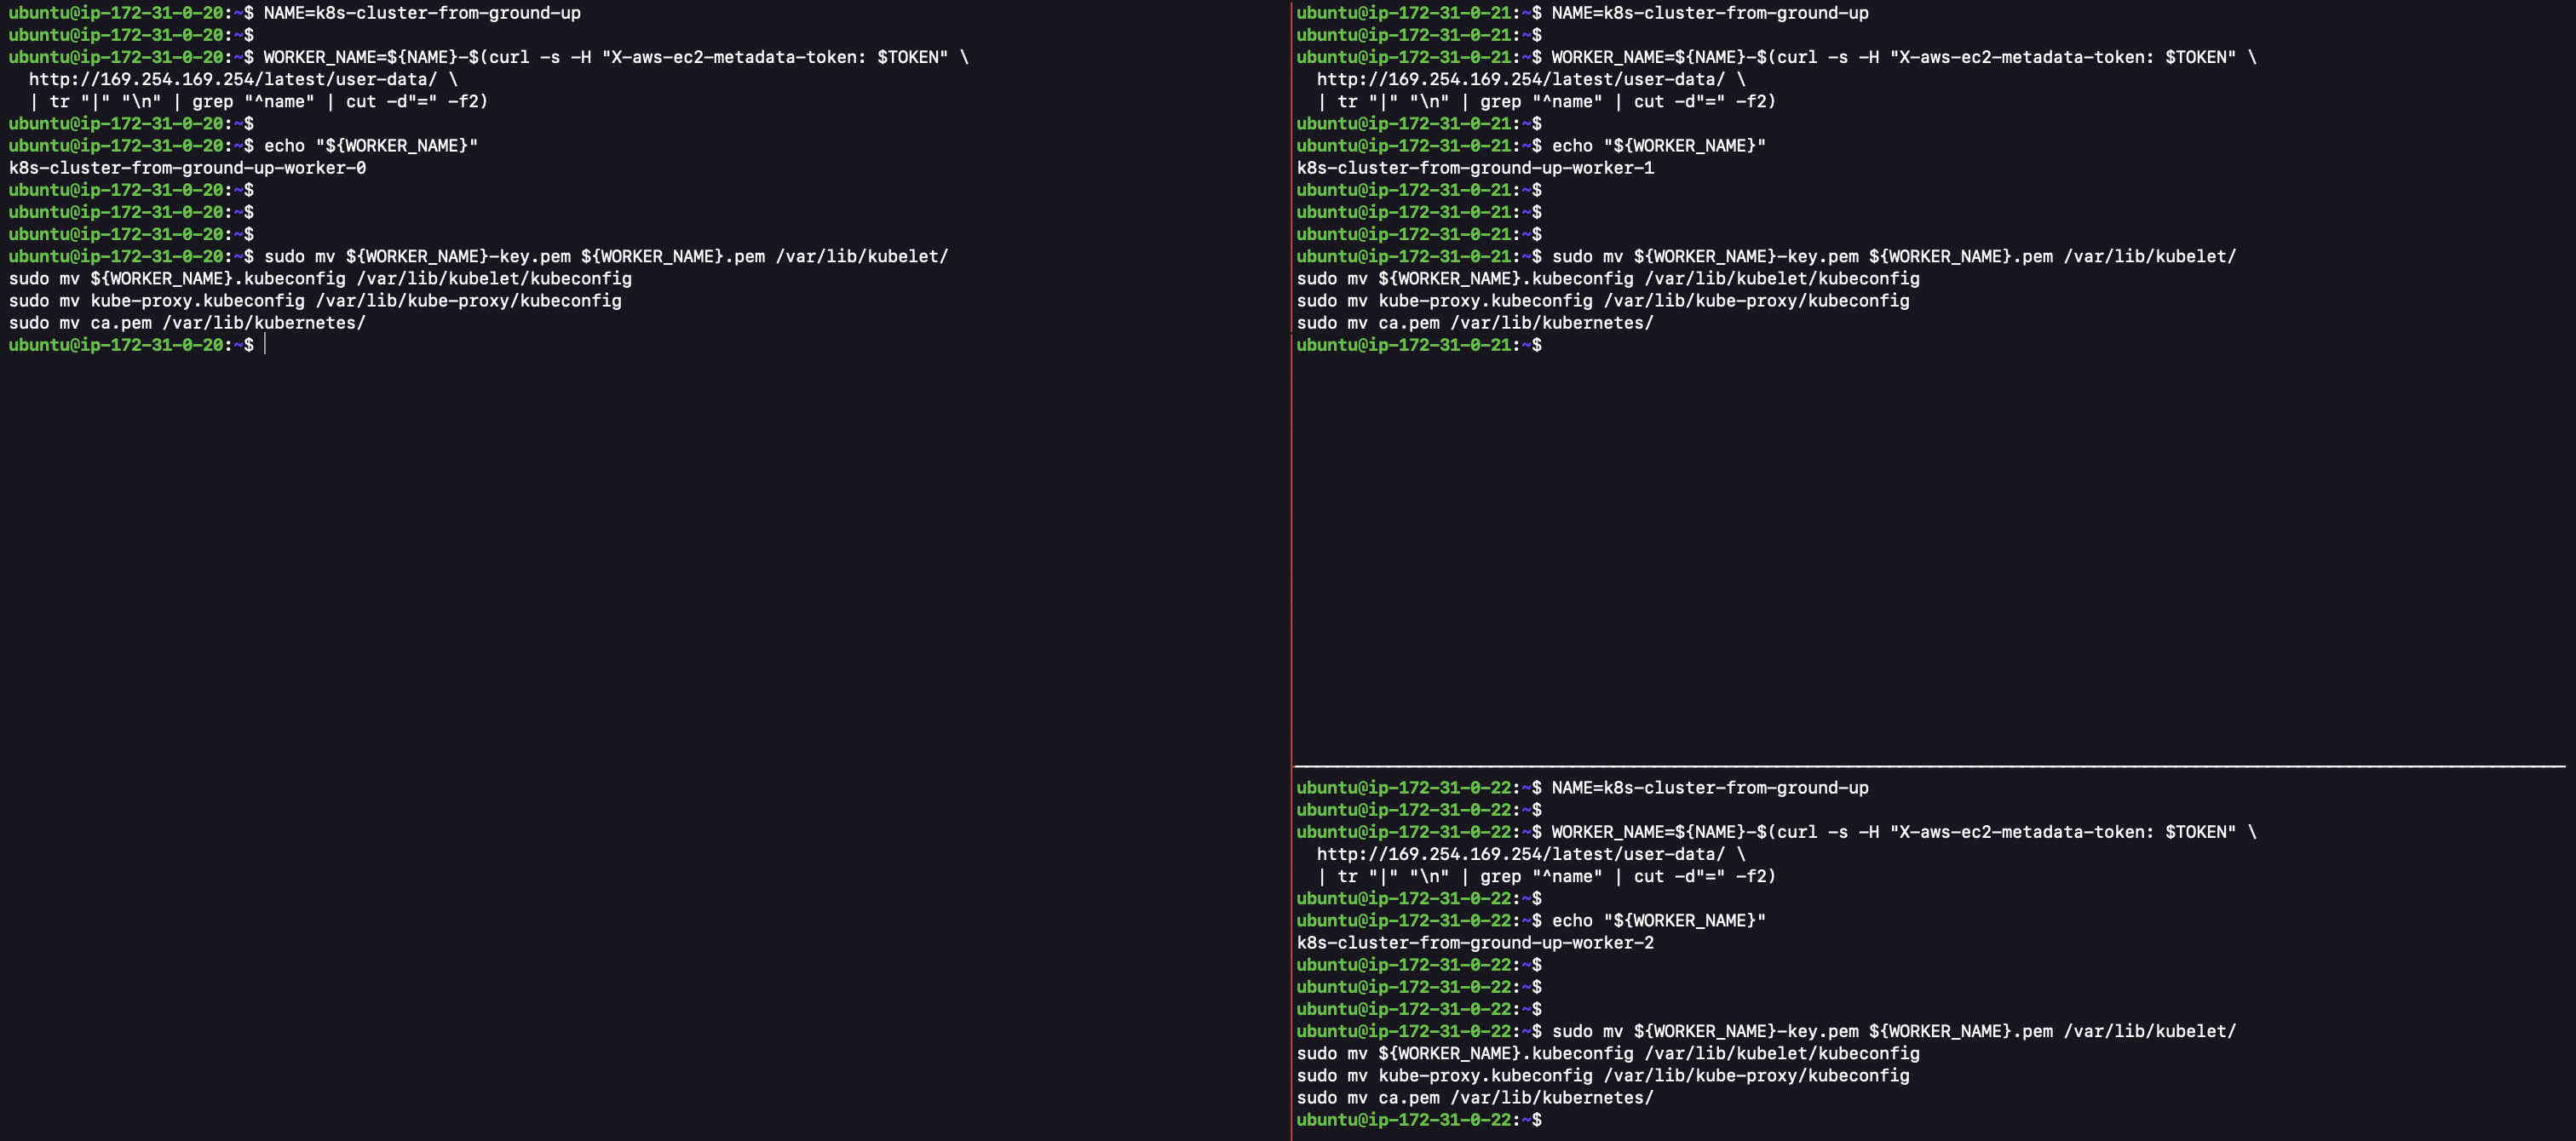 ubuntu@ip-172-31-0-20:~$ NAME=k8s-cluster-from-ground-up
ubuntu@ip-172-31-0-20:~$
ubuntu@ip-172-31-0-20:~$ WORKER_NAME=${NAME}-$(curl -s -H "X-aws-ec2-metadata-token: $TOKEN" \
  http://169.254.169.254/latest/user-data/ \
  | tr "|" "\n" | grep "^name" | cut -d"=" -f2)
ubuntu@ip-172-31-0-20:~$
ubuntu@ip-172-31-0-20:~$ echo "${WORKER_NAME}"
k8s-cluster-from-ground-up-worker-0
ubuntu@ip-172-31-0-20:~$
ubuntu@ip-172-31-0-20:~$
ubuntu@ip-172-31-0-20:~$
ubuntu@ip-172-31-0-20:~$ sudo mv ${WORKER_NAME}-key.pem ${WORKER_NAME}.pem /var/lib/kubelet/
sudo mv ${WORKER_NAME}.kubeconfig /var/lib/kubelet/kubeconfig
sudo mv kube-proxy.kubeconfig /var/lib/kube-proxy/kubeconfig
sudo mv ca.pem /var/lib/kubernetes/
ubuntu@ip-172-31-0-20:~$
ubuntu@ip-172-31-0-21:~$ NAME=k8s-cluster-from-ground-up
ubuntu@ip-172-31-0-21:~$
ubuntu@ip-172-31-0-21:~$ WORKER_NAME=${NAME}-$(curl -s -H "X-aws-ec2-metadata-token: $TOKEN" \
  http://169.254.169.254/latest/user-data/ \
  | tr "|" "\n" | grep "^name" | cut -d"=" -f2)
ubuntu@ip-172-31-0-21:~$
ubuntu@ip-172-31-0-21:~$ echo "${WORKER_NAME}"
k8s-cluster-from-ground-up-worker-1
ubuntu@ip-172-31-0-21:~$
ubuntu@ip-172-31-0-21:~$
ubuntu@ip-172-31-0-21:~$
ubuntu@ip-172-31-0-21:~$ sudo mv ${WORKER_NAME}-key.pem ${WORKER_NAME}.pem /var/lib/kubelet/
sudo mv ${WORKER_NAME}.kubeconfig /var/lib/kubelet/kubeconfig
sudo mv kube-proxy.kubeconfig /var/lib/kube-proxy/kubeconfig
sudo mv ca.pem /var/lib/kubernetes/
ubuntu@ip-172-31-0-21:~$
ubuntu@ip-172-31-0-22:~$ NAME=k8s-cluster-from-ground-up
ubuntu@ip-172-31-0-22:~$
ubuntu@ip-172-31-0-22:~$ WORKER_NAME=${NAME}-$(curl -s -H "X-aws-ec2-metadata-token: $TOKEN" \
  http://169.254.169.254/latest/user-data/ \
  | tr "|" "\n" | grep "^name" | cut -d"=" -f2)
ubuntu@ip-172-31-0-22:~$
ubuntu@ip-172-31-0-22:~$ echo "${WORKER_NAME}"
k8s-cluster-from-ground-up-worker-2
ubuntu@ip-172-31-0-22:~$
ubuntu@ip-172-31-0-22:~$
ubuntu@ip-172-31-0-22:~$
ubuntu@ip-172-31-0-22:~$ sudo mv ${WORKER_NAME}-key.pem ${WORKER_NAME}.pem /var/lib/kubelet/
sudo mv ${WORKER_NAME}.kubeconfig /var/lib/kubelet/kubeconfig
sudo mv kube-proxy.kubeconfig /var/lib/kube-proxy/kubeconfig
sudo mv ca.pem /var/lib/kubernetes/
ubuntu@ip-172-31-0-22:~$